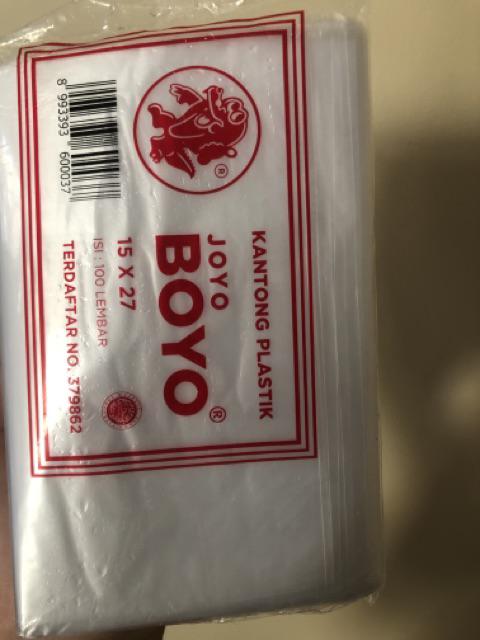 ®
KANTONG PLASTIK
JOYO
BOYO®
15 X 27
ISI : 100 LEMBAR
TERDAFTAR NO. 379862
8 993393 600037